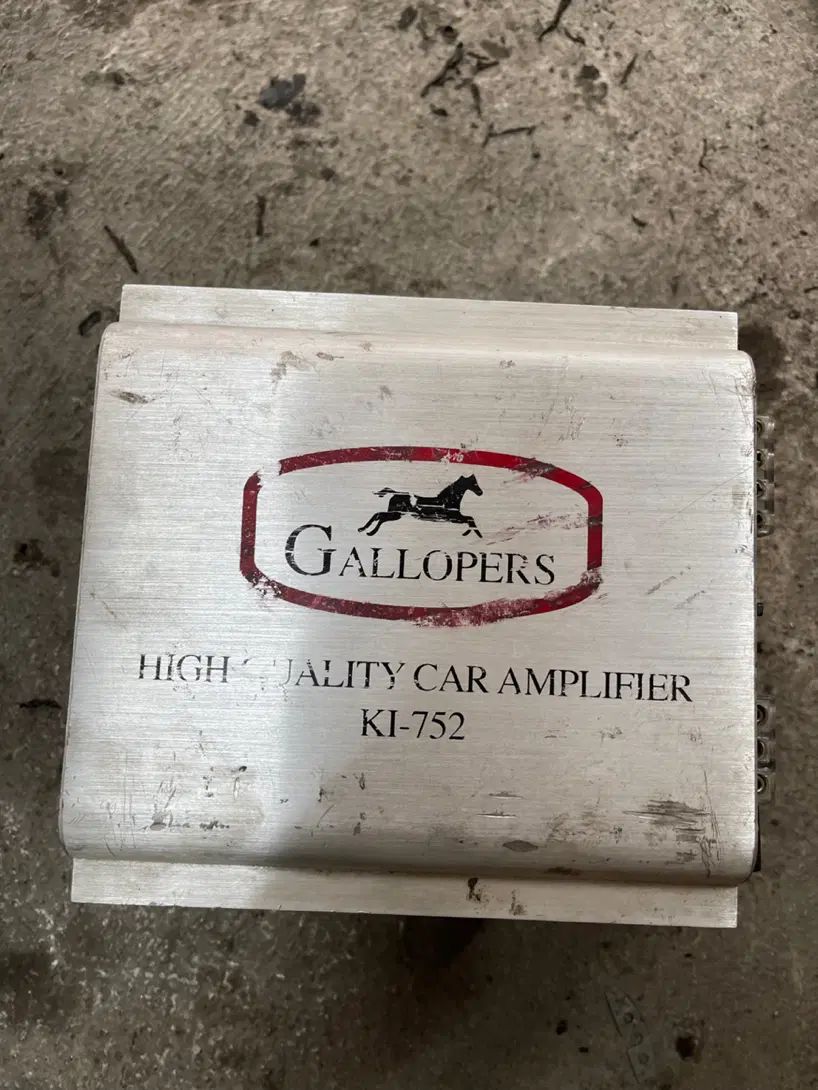 GALLOPERS
HIGH QUALITY CAR AMPLIFIER
KI-752